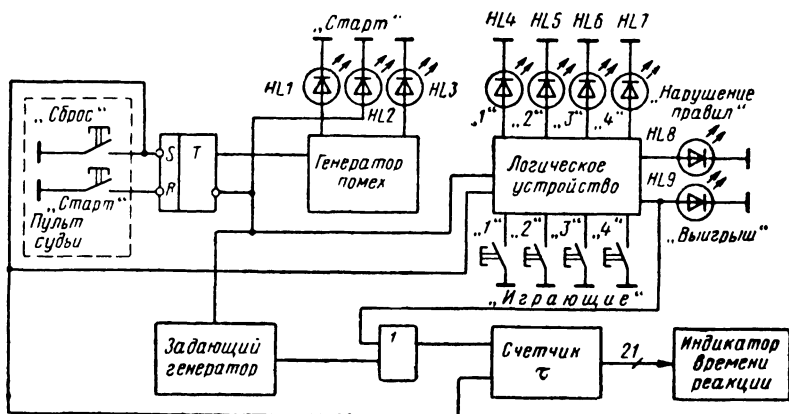 „Старт“
HL4 HL5 HL6 HL7
HL1
HL3
HL2
„Сброс“
S T
R
„Старт“
Пульт
судьи
Генератор
помех
„1“ „2“ „3“ „4“
„Нарушение
правил“
HL8
Логическое
устройство
HL9
„Выигрыш“
„1“ „2“ „3“ „4“
„Играющие“
Задающий
генератор
1
Счетчик
τ
21
Индикатор
времени
реакции